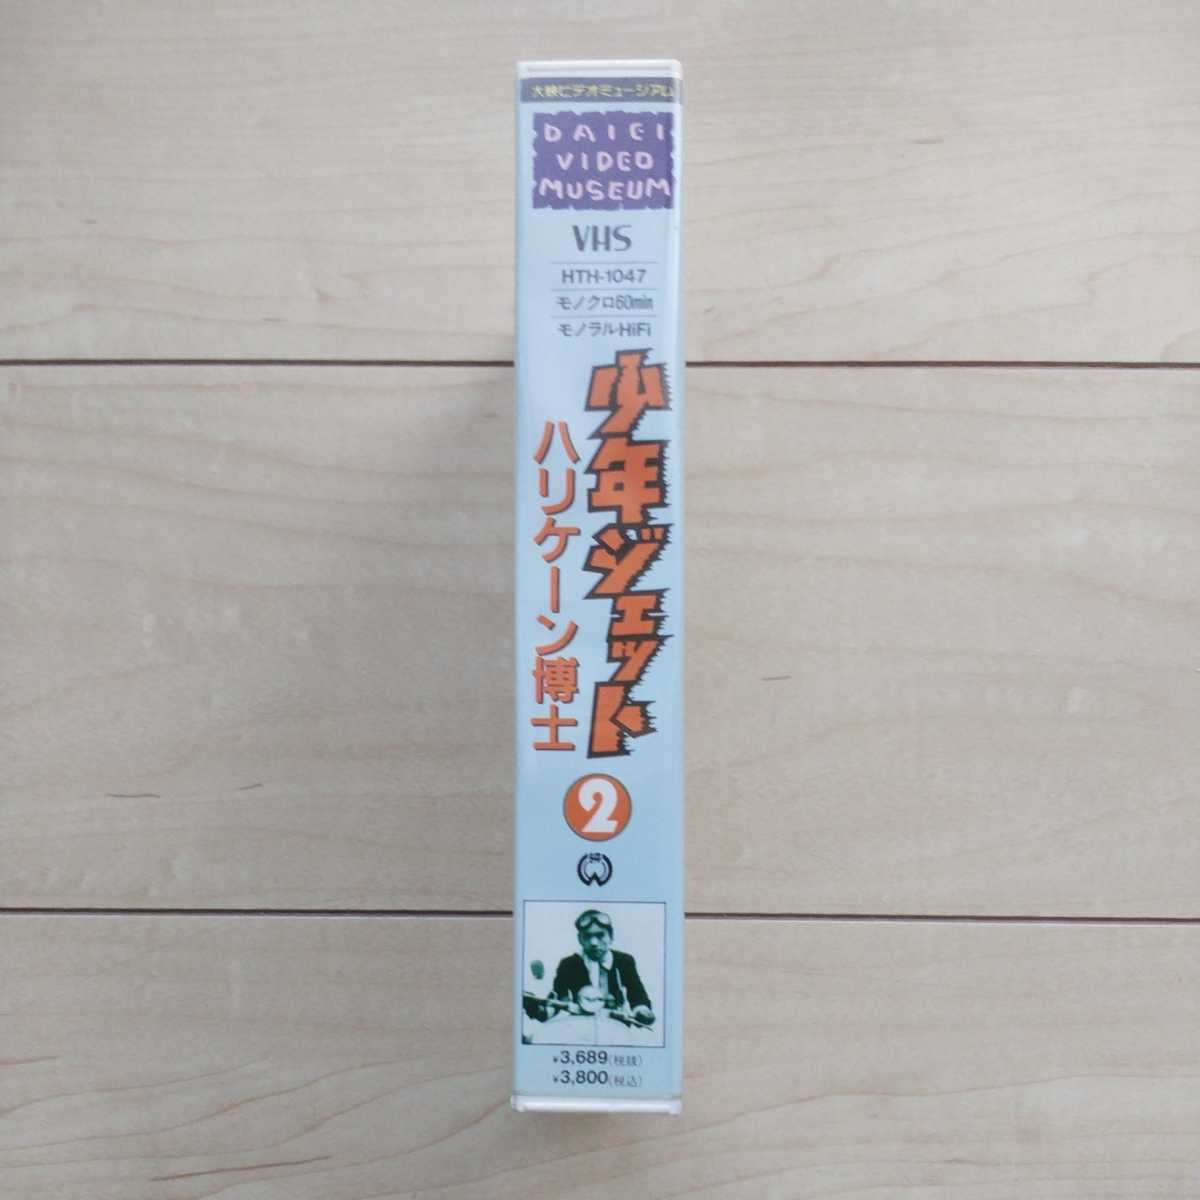 大映ビデオミュージアム
DAIEI
VIDEO
MUSEUM
VHS
HTH-1047
モノクロ60min
モノラルHiFi
少年ジェット
ハリケーン博士
2
¥3,689(税抜)
¥3,800(税込)